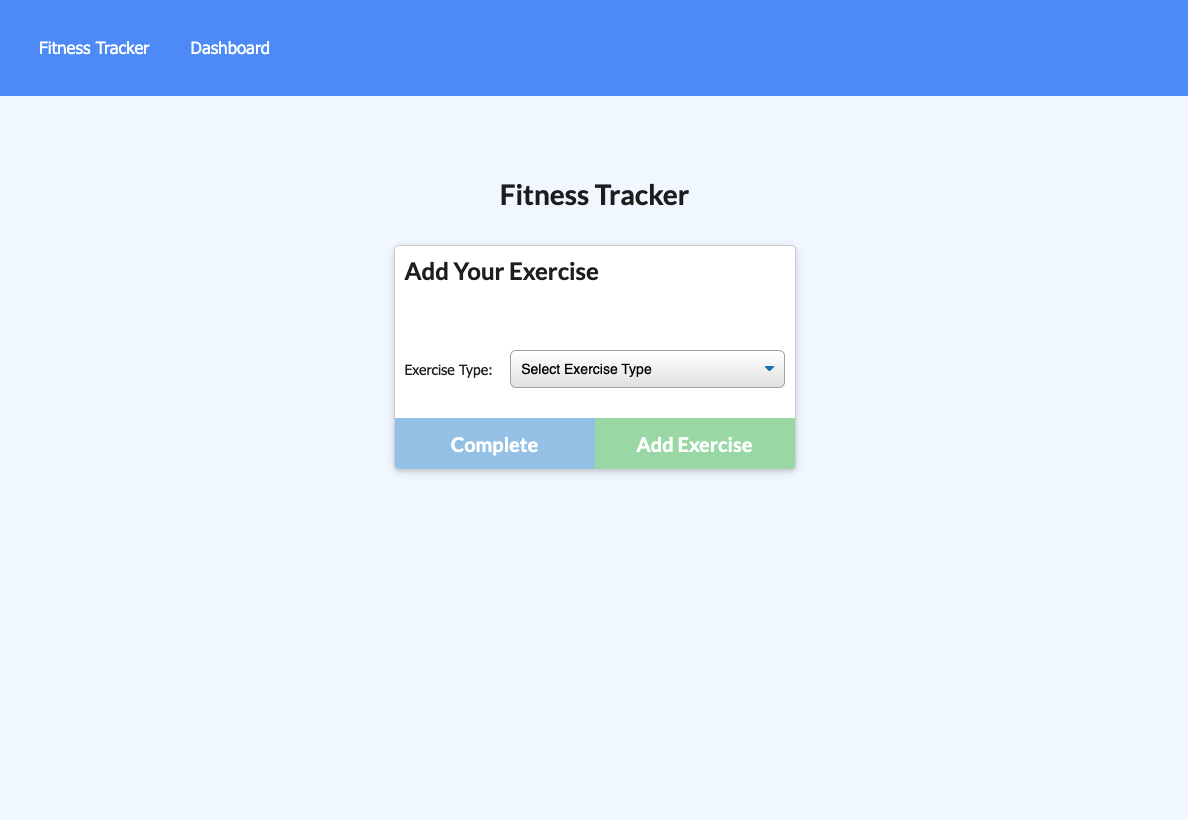 Fitness Tracker Dashboard
Fitness Tracker
Add Your Exercise
Exercise Type: Select Exercise Type
Complete Add Exercise